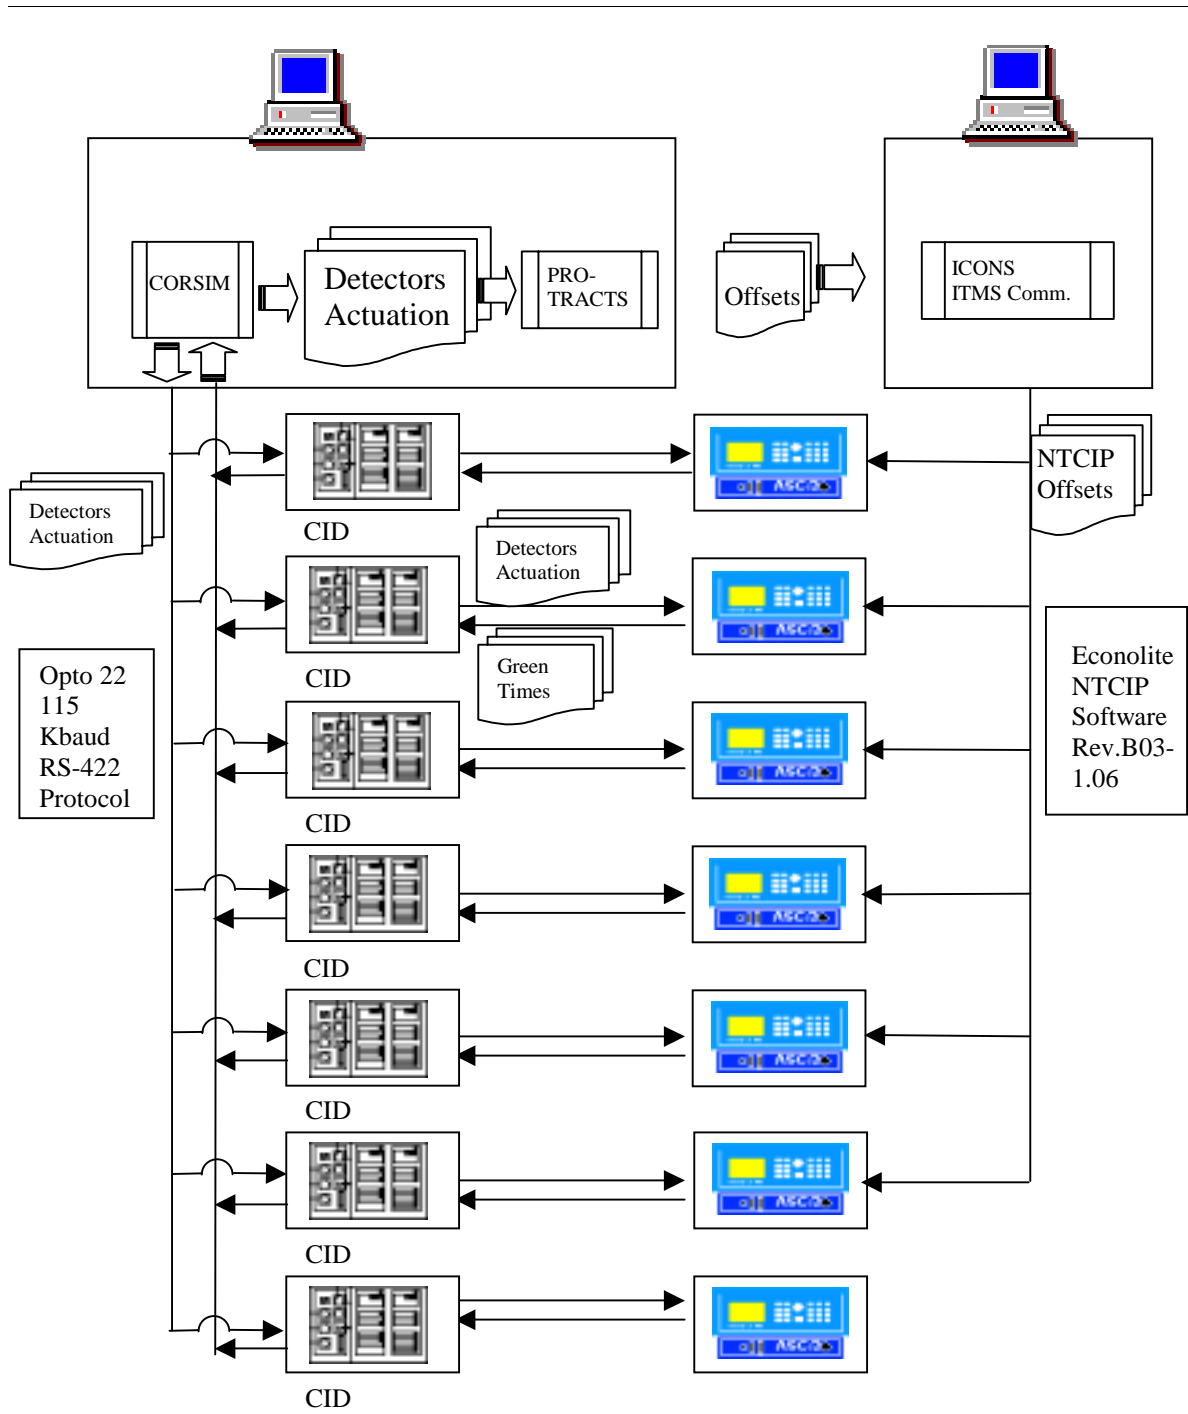 CORSIM
Detectors
Actuation
PRO-
TRACTS
Offsets
ICONS
ITMS Comm.
NTCIP
Offsets
Detectors
Actuation
CID
Detectors
Actuation
CID
Green
Times
Opto 22
115
Kbaud
RS-422
Protocol
Econolite
NTCIP
Software
Rev.B03-
1.06
CID
CID
CID
CID
CID